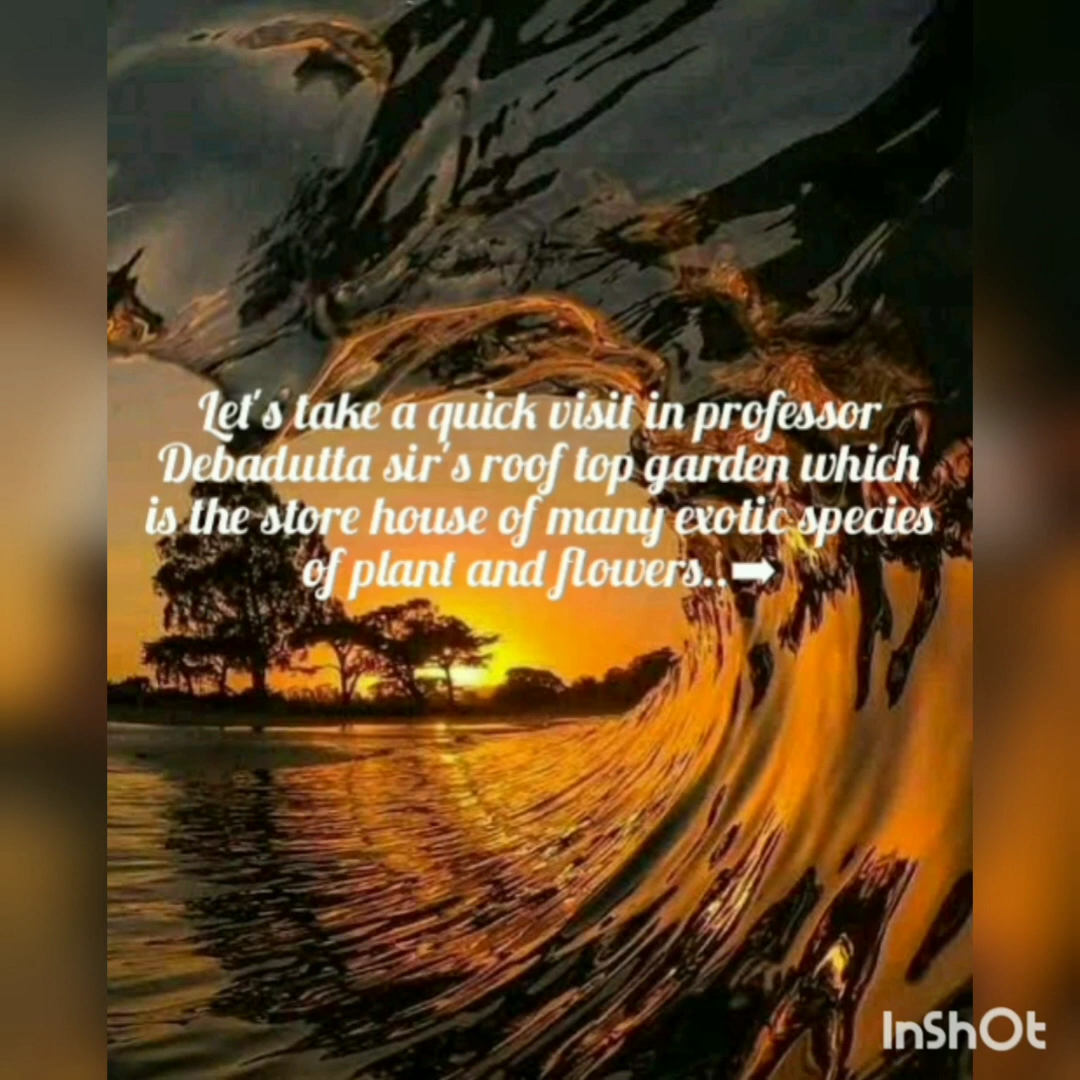 Let's take a quick visit in professor
Debadutta sir's roof top garden which
is the store house of many exotic species
of plant and flowers..➡
InShOt